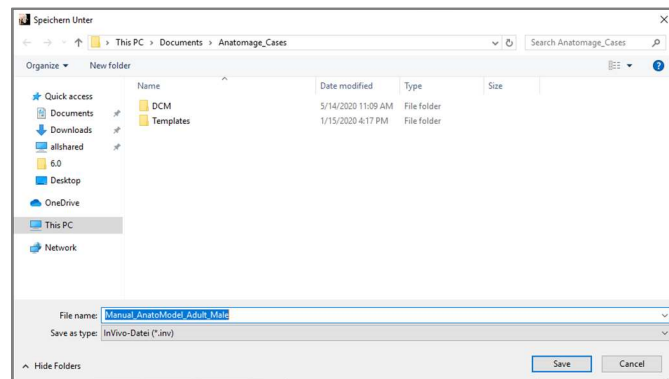 Speichern Unter
This PC > Documents > Anatomage_Cases
Search Anatomage_Cases
Organize New folder
Name Date modified Type Size
Quick access
Documents
Downloads
allshared
6.0
Desktop
OneDrive
This PC
Network
DCM 5/14/2020 11:09 AM File folder
Templates 1/15/2020 4:17 PM File folder
File name: Manual_AnatoModel_Adult_Male
Save as type: InVivo-Datei (*.inv)
Hide Folders
Save Cancel